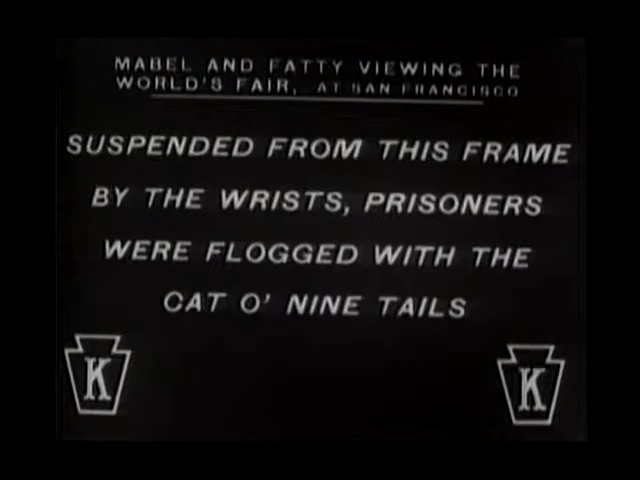 MABEL AND FATTY VIEWING THE
WORLD'S FAIR, AT SAN FRANCISCO
SUSPENDED FROM THIS FRAME
BY THE WRISTS, PRISONERS
WERE FLOGGED WITH THE
CAT O' NINE TAILS
K K